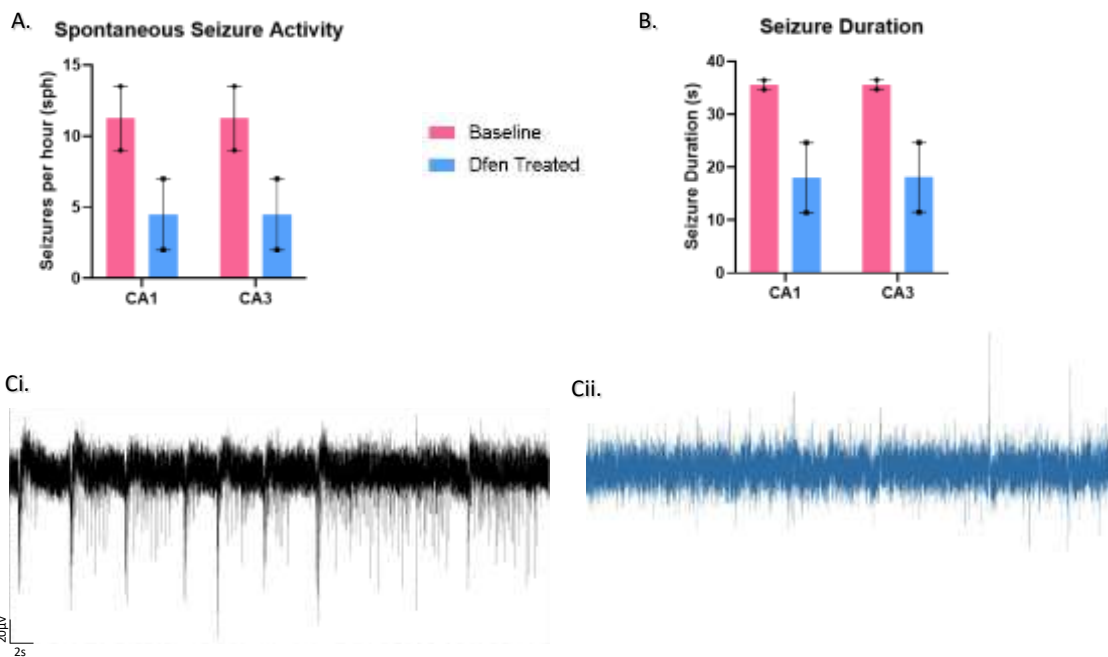 A.
Spontaneous Seizure Activity
Seizures per hour (sph)
15
10
5
0
CA1 CA3
Baseline
Dfen Treated
B.
Seizure Duration
Seizure Duration (s)
40
30
20
10
0
CA1 CA3
Ci.
20µV
2s
Cii.